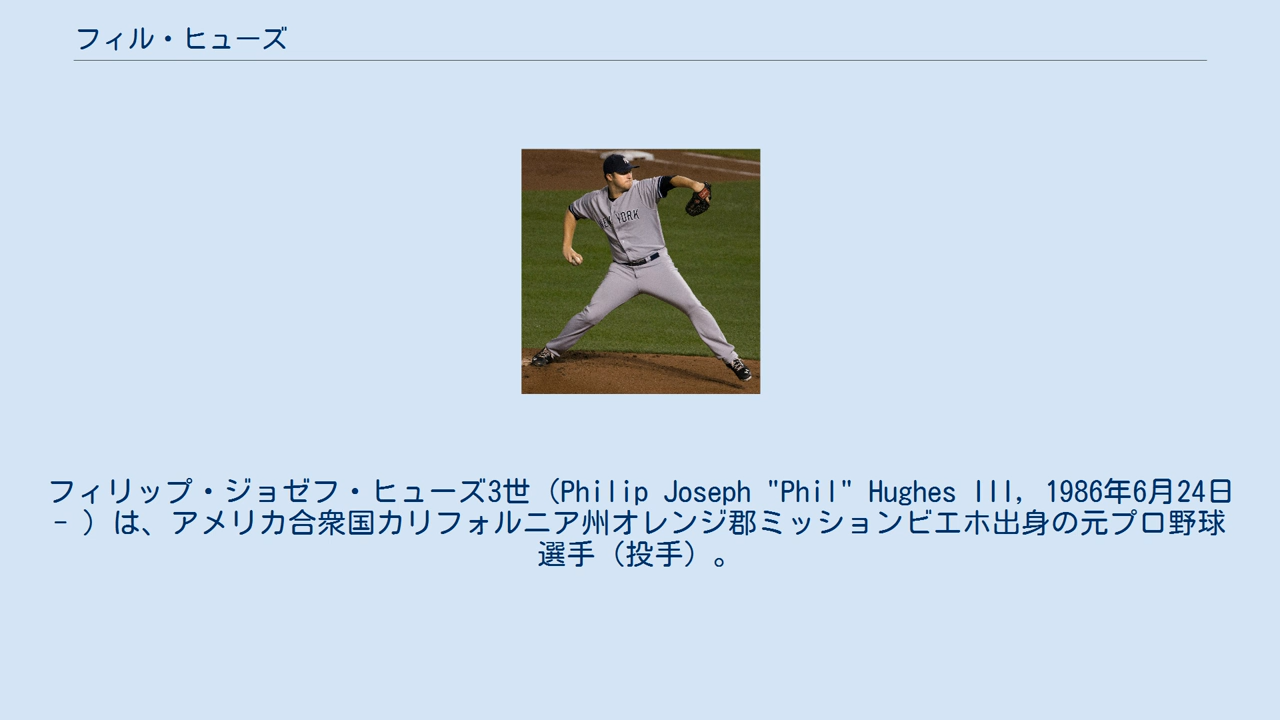 フィル・ヒューズ
NEW YORK
フィリップ・ジョゼフ・ヒューズ3世（Philip Joseph "Phil" Hughes III, 1986年6月24日
- ）は、アメリカ合衆国カリフォルニア州オレンジ郡ミッションビエホ出身の元プロ野球
選手（投手）。